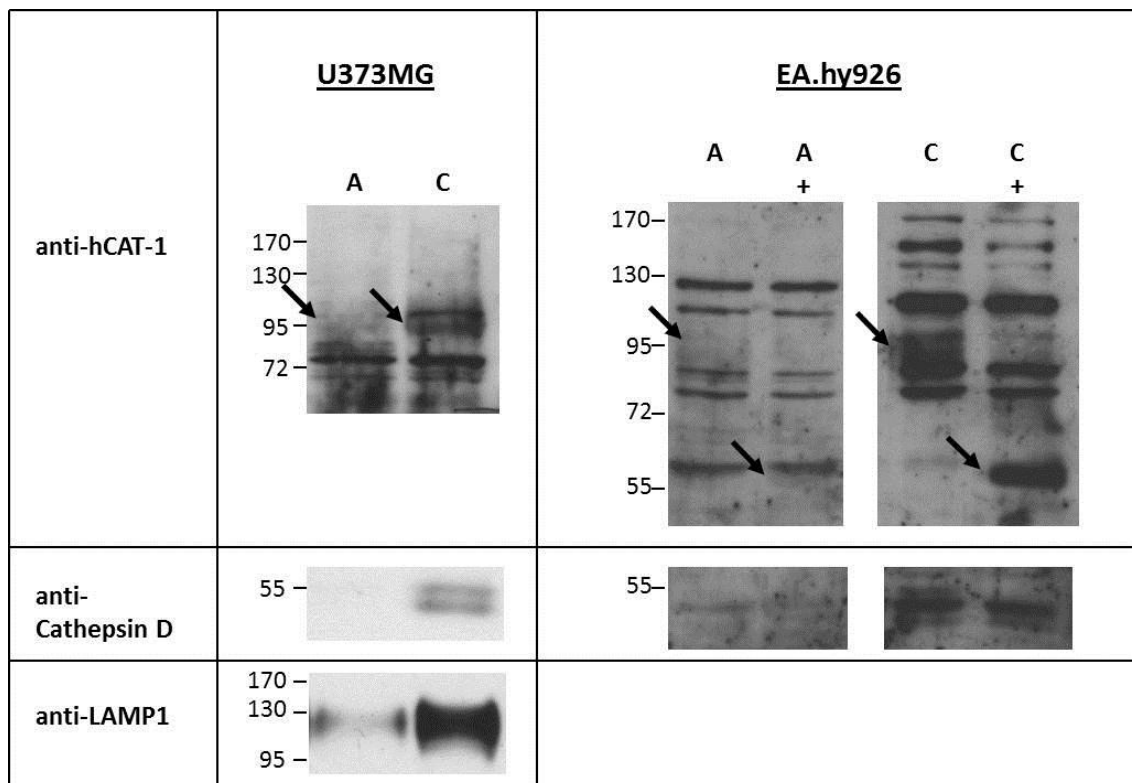 U373MG
EA.hy926
A C
A A C C
+ +
anti-hCAT-1
170
130
95
72
170
130
95
72
55
anti-
Cathepsin D
55
55
anti-LAMP1
170
130
95